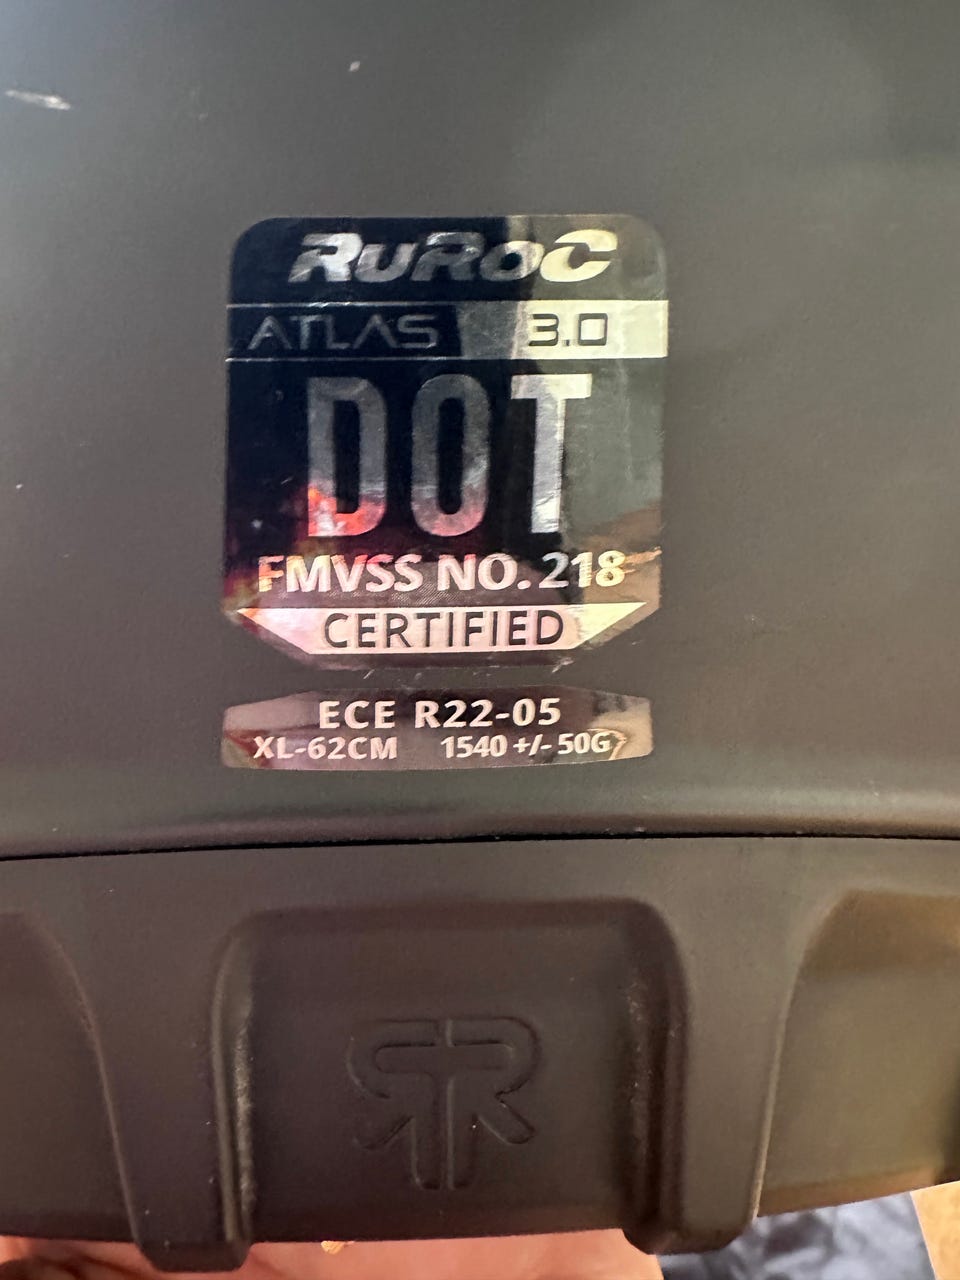 RUROC
ATLAS 3.0
DOT
FMVSS NO. 218
CERTIFIED
ECE R22-05
XL-62CM 1540 +/- 50G